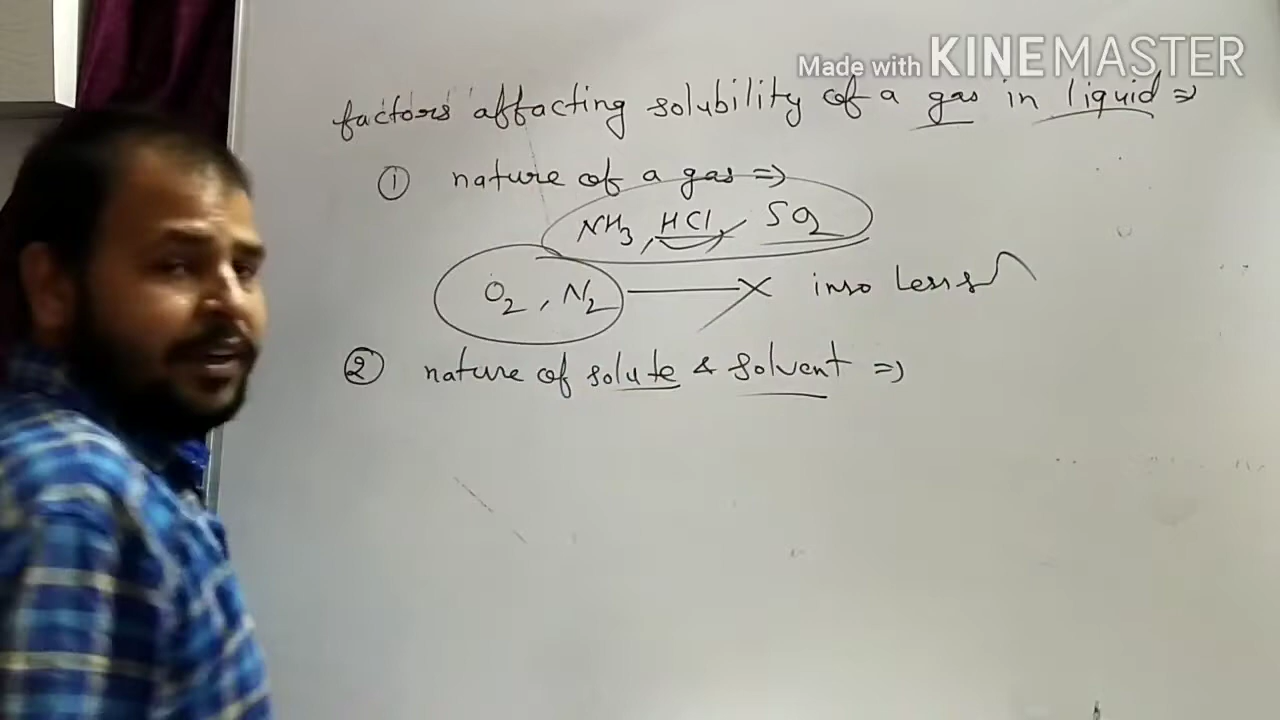 Made with KINEMASTER
factors affacting solubility of a gas in liquid ⇒
① nature of a gas ⇒
NH3, HCl, SO2
O2, N2 inso less
② nature of solute & solvent ⇒